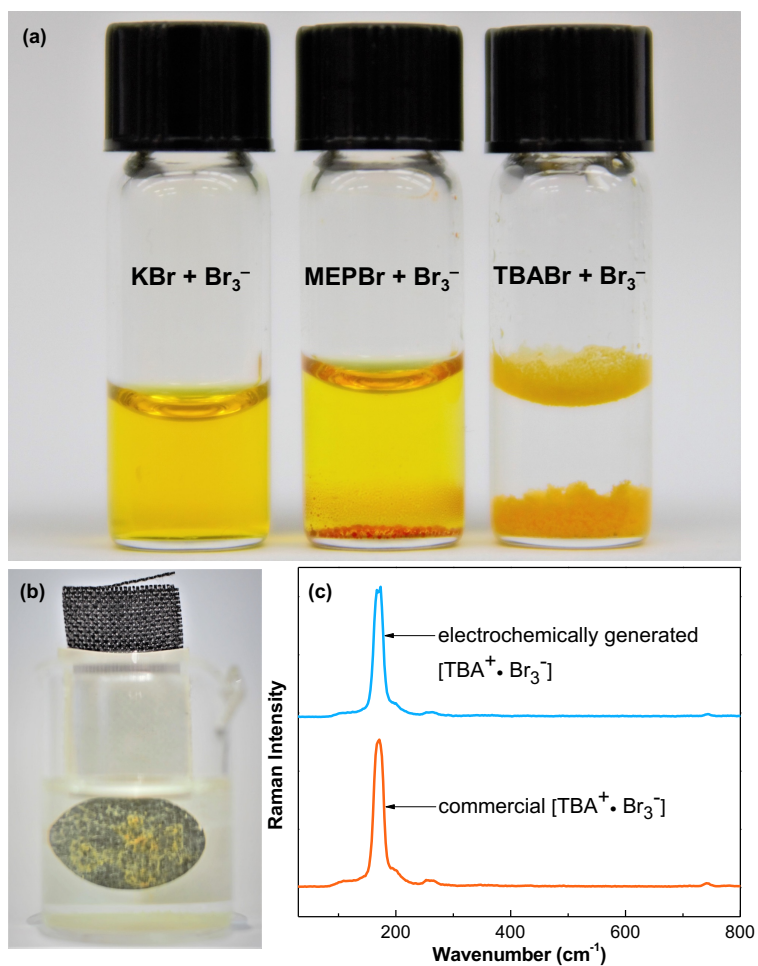 (a)
KBr + Br₃⁻
MEPBr + Br₃⁻
TBABr + Br₃⁻
(b)
(c)
electrochemically generated
[TBA⁺• Br₃⁻]
commercial [TBA⁺• Br₃⁻]
Raman Intensity
200
400
600
800
Wavenumber (cm⁻¹)